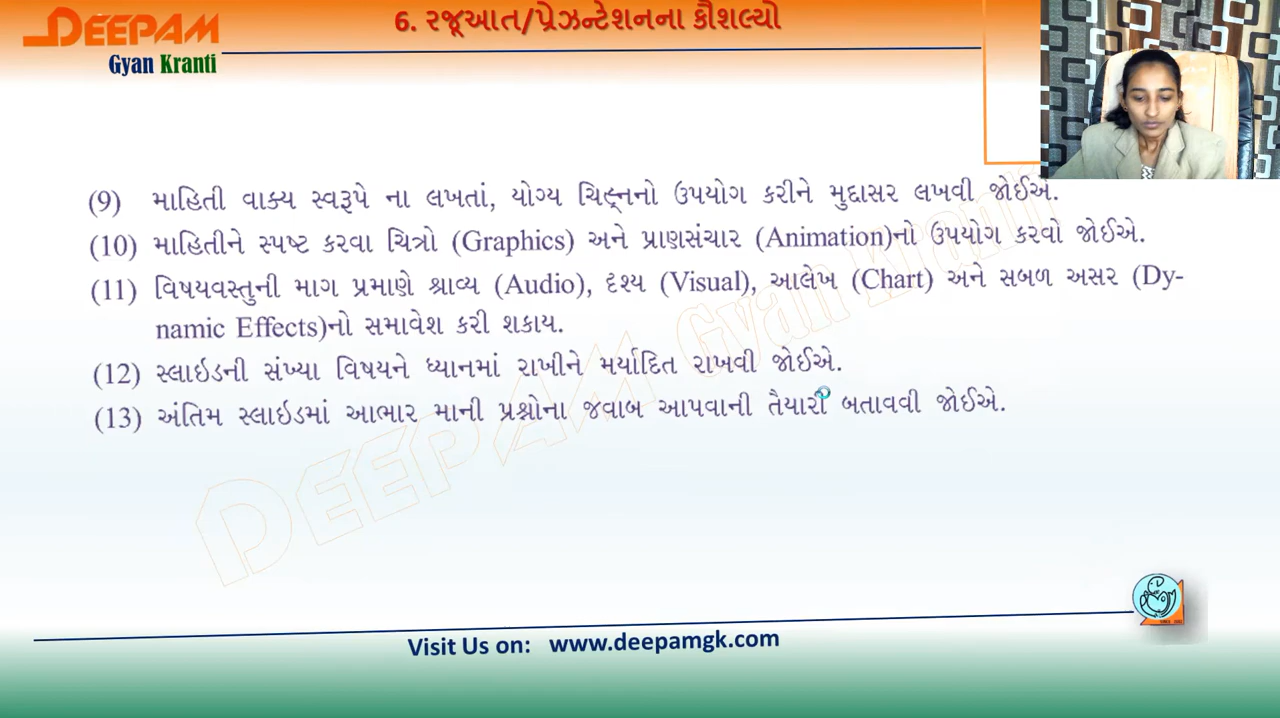 DEEPAM
Gyan Kranti
6. રજૂઆત/પ્રેઝન્ટેશનના કૌશલ્યો
(9) માહિતી વાક્ય સ્વરૂપે ના લખતાં, યોગ્ય ચિહ્નનો ઉપયોગ કરીને મુદ્દાસર લખવી જોઈએ.
(10) માહિતીને સ્પષ્ટ કરવા ચિત્રો (Graphics) અને પ્રાણસંચાર (Animation)નો ઉપયોગ કરવો જોઈએ.
(11) વિષયવસ્તુની માગ પ્રમાણે શ્રાવ્ય (Audio), દૃશ્ય (Visual), આલેખ (Chart) અને સબળ અસર (Dy-
namic Effects)નો સમાવેશ કરી શકાય.
(12) સ્લાઇડની સંખ્યા વિષયને ધ્યાનમાં રાખીને મર્યાદિત રાખવી જોઈએ.
(13) અંતિમ સ્લાઇડમાં આભાર માની પ્રશ્નોના જવાબ આપવાની તૈયારી બતાવવી જોઈએ.
DEEPAM Gyan Kranti
Visit Us on: www.deepamgk.com